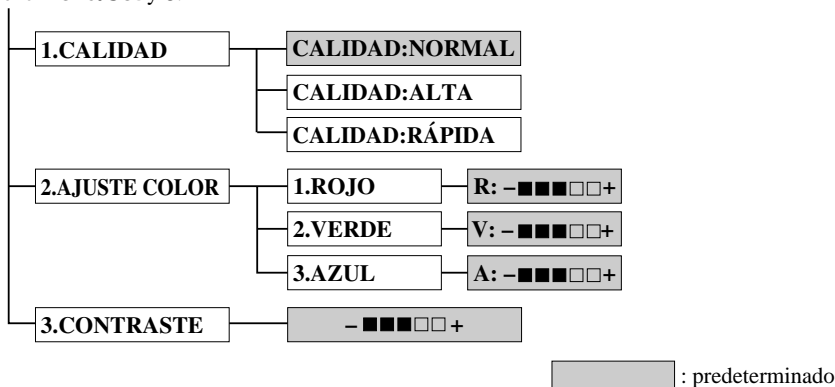 1.CALIDAD
CALIDAD:NORMAL
CALIDAD:ALTA
CALIDAD:RÁPIDA
2.AJUSTE COLOR
1.ROJO
R: –■■■□□+
2.VERDE
V: –■■■□□+
3.AZUL
A: –■■■□□+
3.CONTRASTE
–■■■□□+
: predeterminado